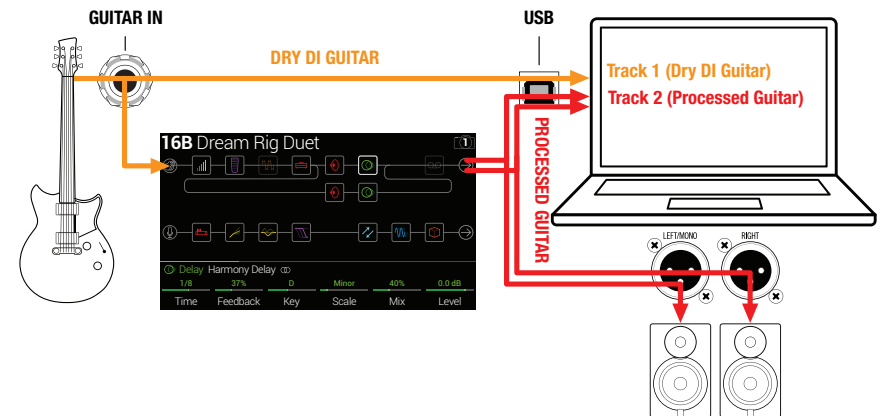 GUITAR IN
USB
DRY DI GUITAR
Track 1 (Dry DI Guitar)
Track 2 (Processed Guitar)
PROCESSED GUITAR
16B Dream Rig Duet
1
LEFT/MONO
RIGHT
Delay Harmony Delay
1/8 37% D Minor 40% 0.0 dB
Time Feedback Key Scale Mix Level